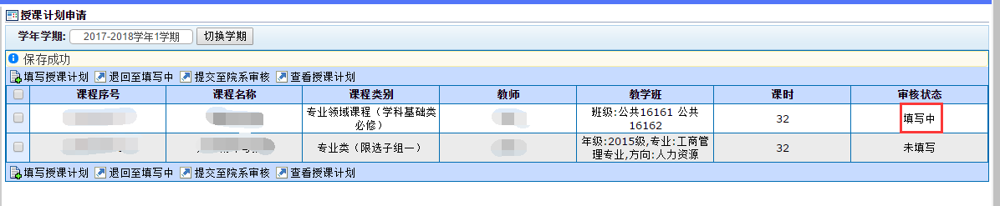 授课计划申请
学年学期: 2017-2018学年1学期 切换学期
保存成功
填写授课计划 退回至填写中 提交至院系审核 查看授课计划
课程序号 课程名称 课程类别 教师 教学班 课时 审核状态
专业领域课程（学科基础类必修） 班级:公共16161 公共16162 32 填写中
专业类（限选子组一） 年级:2015级,专业:工商管理专业,方向:人力资源 32 未填写
填写授课计划 退回至填写中 提交至院系审核 查看授课计划